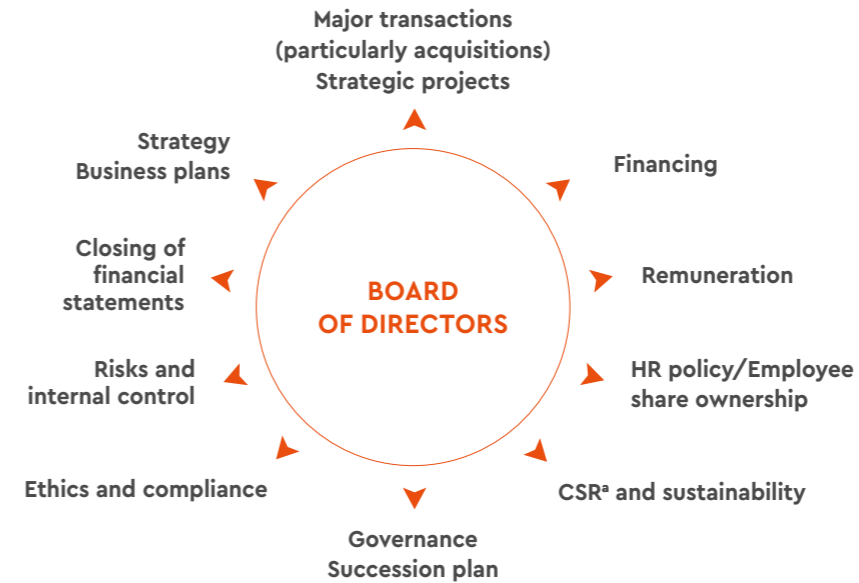 Major transactions
(particularly acquisitions)
Strategic projects
Strategy
Business plans
Financing
Closing of
financial
statements
Remuneration
BOARD
OF DIRECTORS
Risks and
internal control
HR policy/Employee
share ownership
Ethics and compliance
CSRª and sustainability
Governance
Succession plan